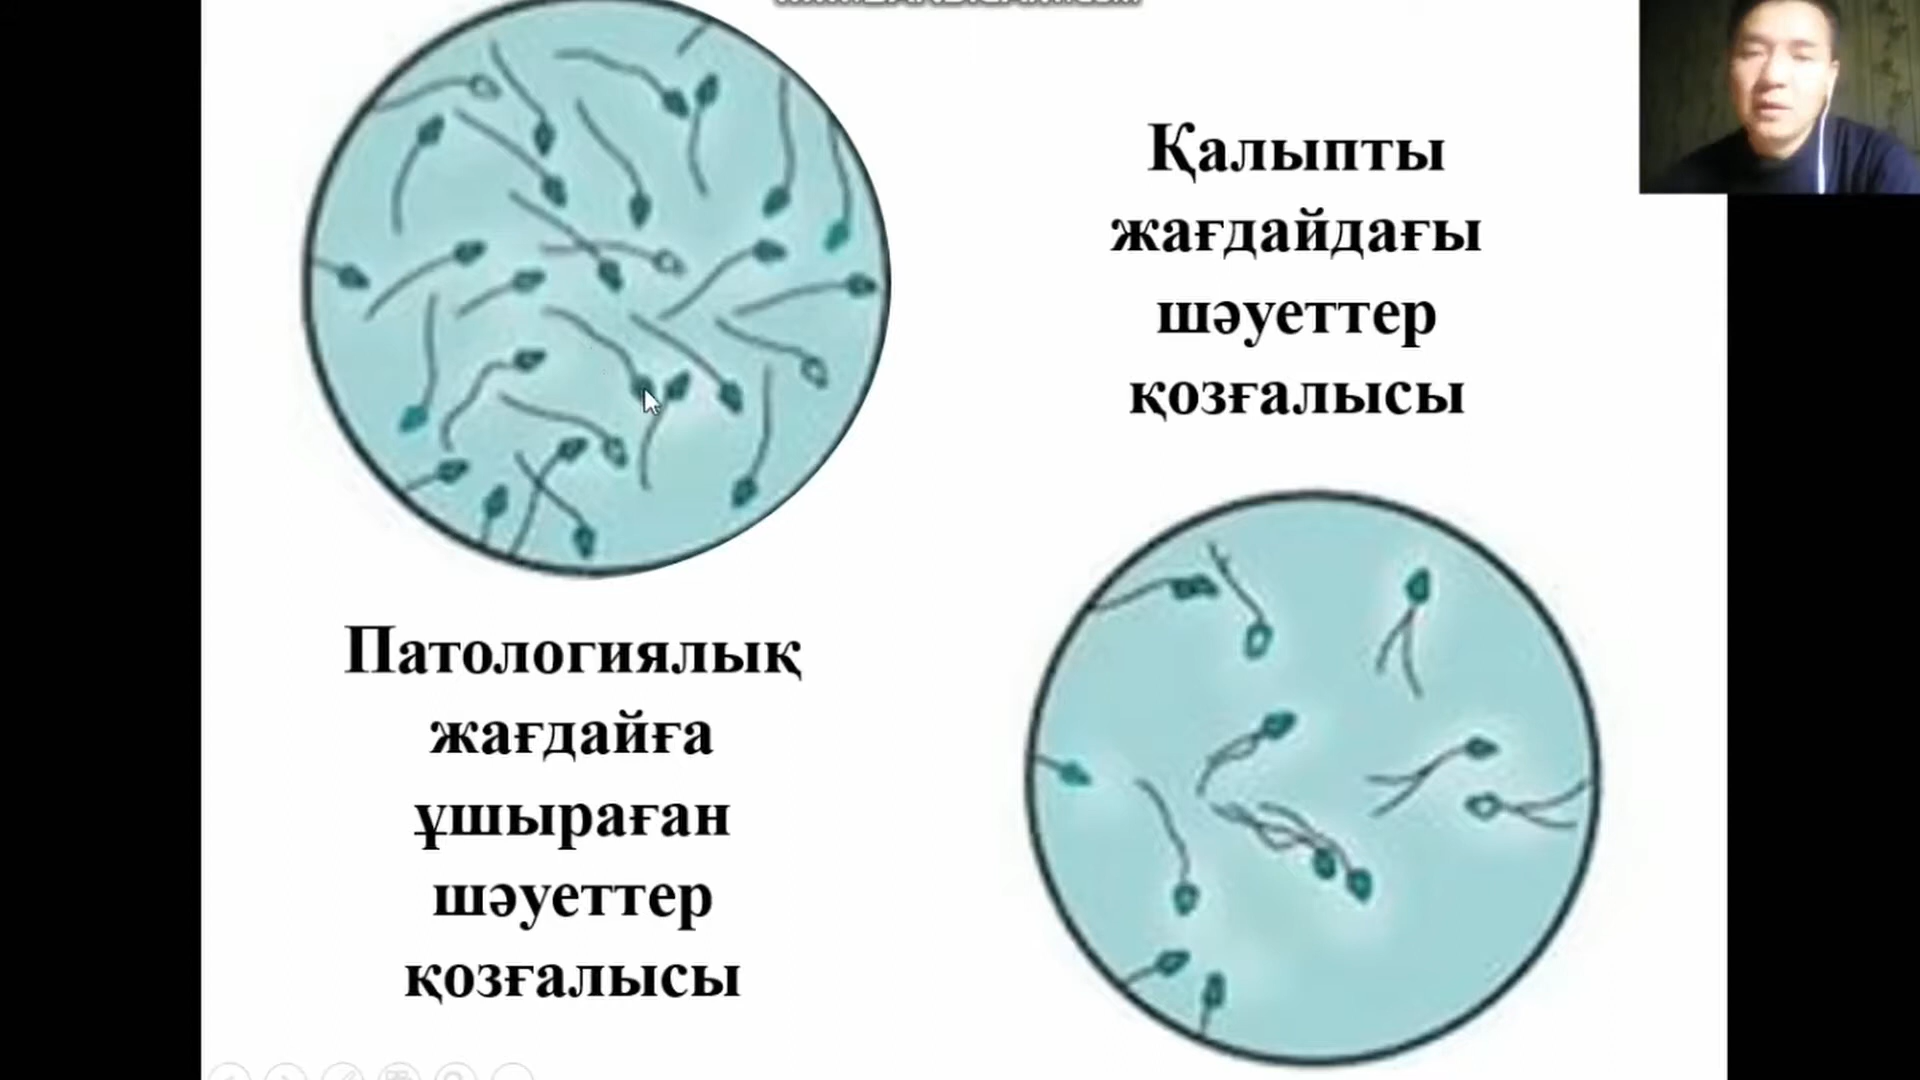 Қалыпты
жағдайдағы
шәуеттер
қозғалысы
Патологиялық
жағдайға
ұшыраған
шәуеттер
қозғалысы